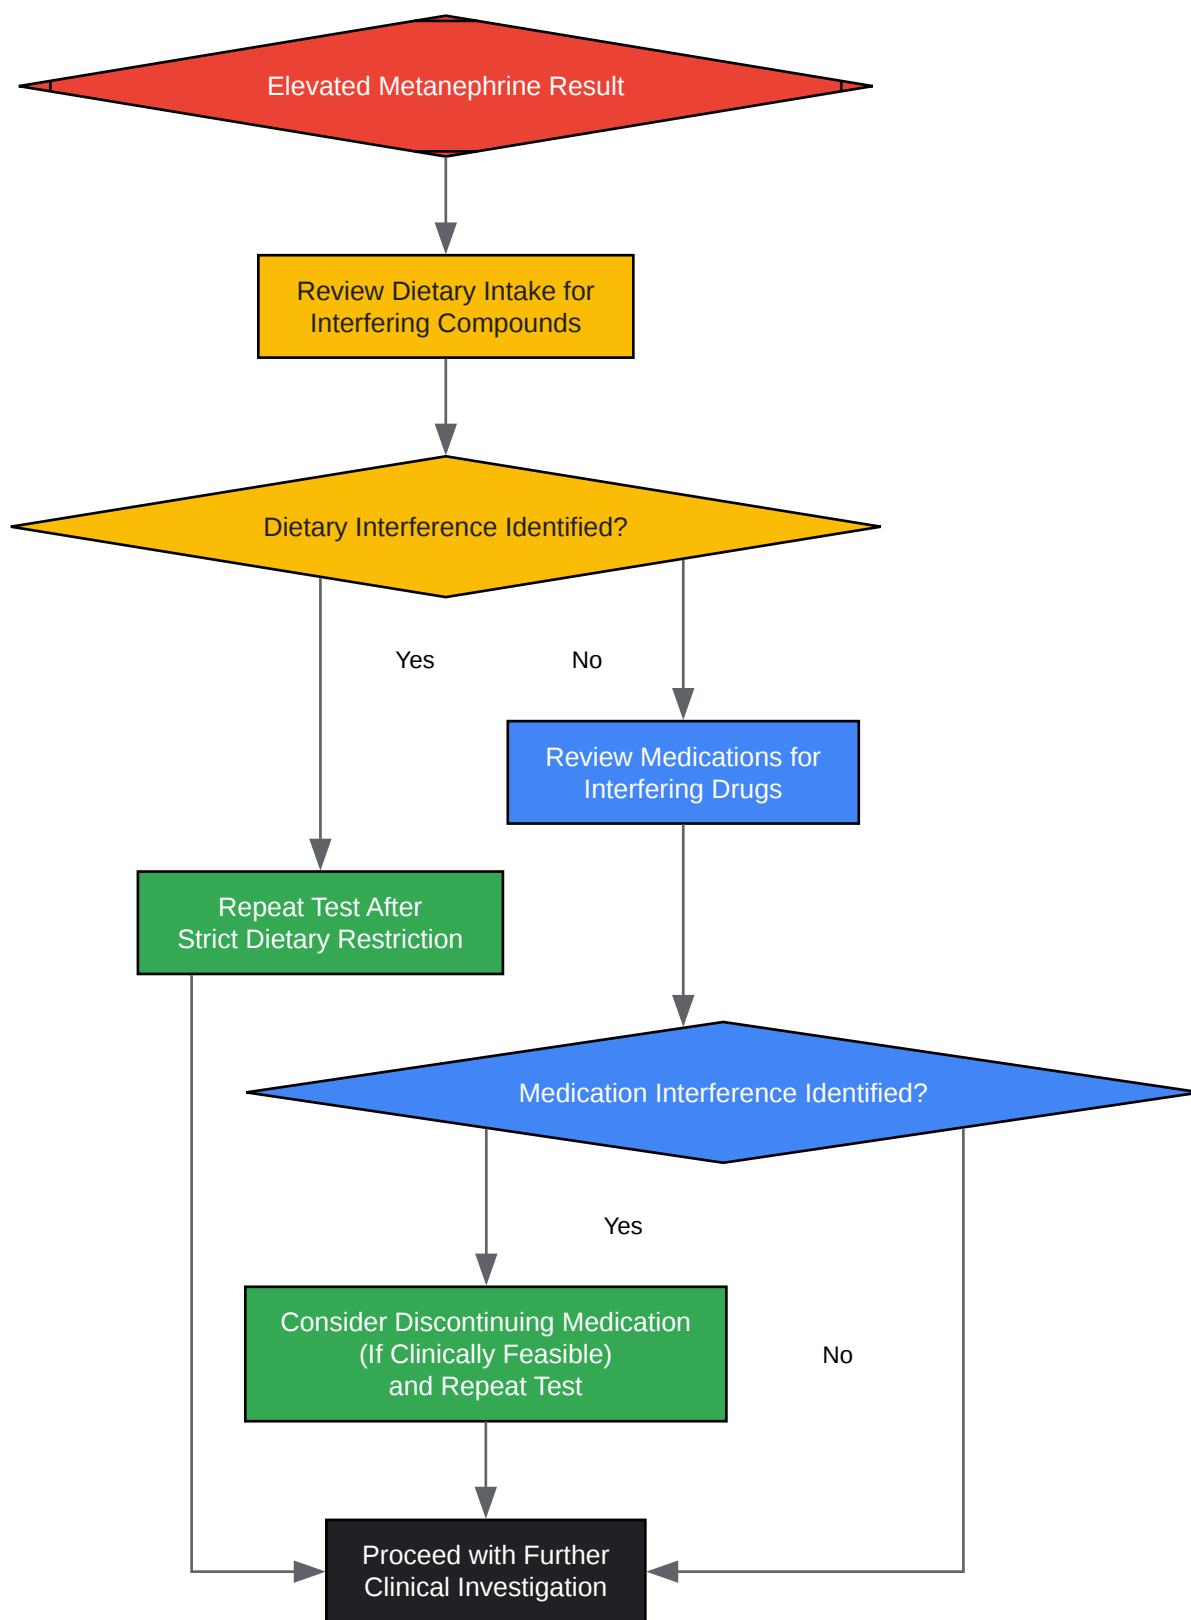 Elevated Metanephrine Result
Review Dietary Intake for
Interfering Compounds
Dietary Interference Identified?
Yes
No
Review Medications for
Interfering Drugs
Repeat Test After
Strict Dietary Restriction
Medication Interference Identified?
Yes
Consider Discontinuing Medication
(If Clinically Feasible)
and Repeat Test
No
Proceed with Further
Clinical Investigation